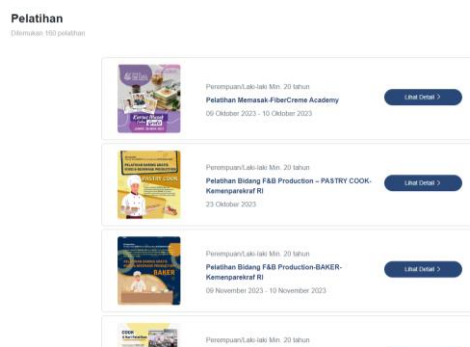 Pelatihan
Ditemukan 160 pelatihan
Perempuan/Laki-laki Min. 20 tahun
Pelatihan Memasak-FiberCreme Academy
09 Oktober 2023 - 10 Oktober 2023
Lihat Detail >
Perempuan/Laki-laki Min. 20 tahun
PASTRY COOK
Pelatihan Bidang F&B Production – PASTRY COOK-
Kemenparekraf RI
23 Oktober 2023
Lihat Detail >
Perempuan/Laki-laki Min. 20 tahun
BAKER
Pelatihan Bidang F&B Production-BAKER-
Kemenparekraf RI
09 November 2023 - 10 November 2023
Lihat Detail >
COOK
Perempuan/Laki-laki Min. 20 tahun